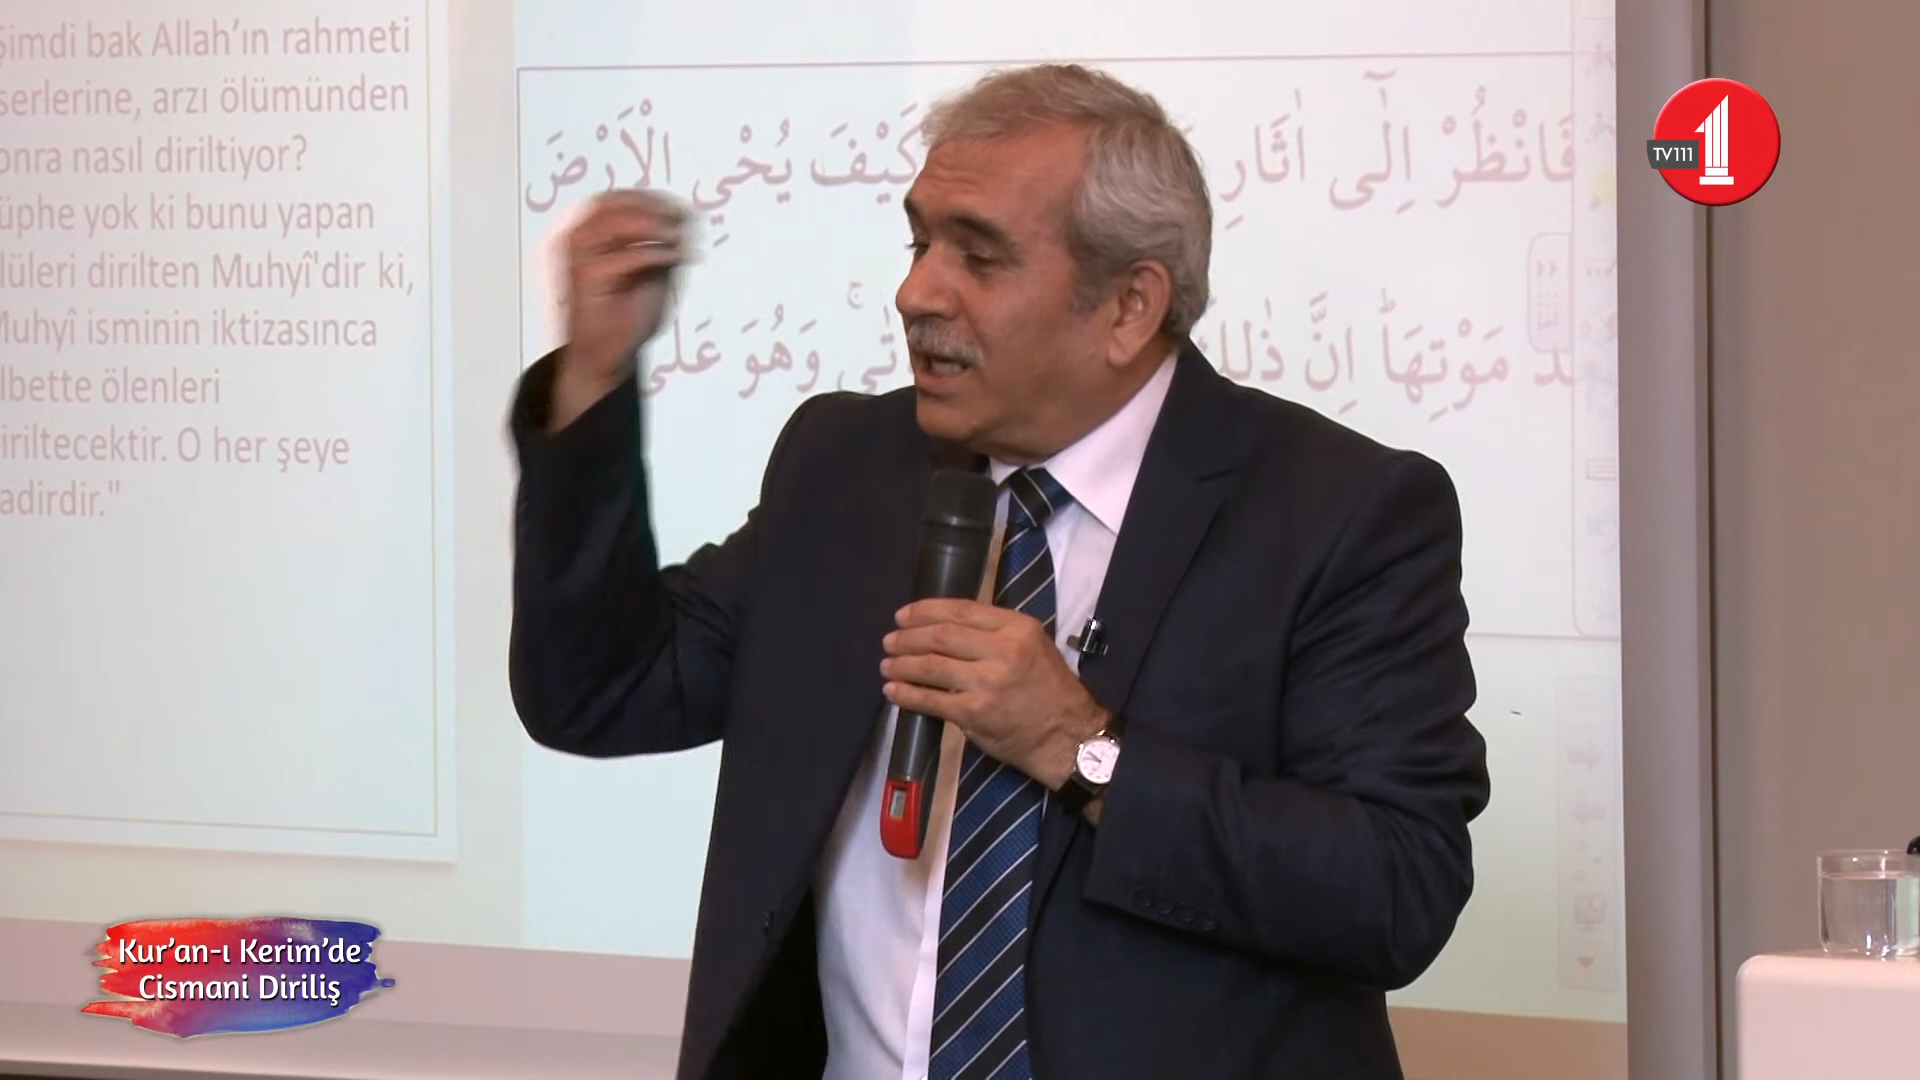 Şimdi bak Allah'ın rahmeti
serlerine, arzı ölümünden
onra nasıl diriltiyor?
üphe yok ki bunu yapan
lüleri dirilten Muhyî'dir ki,
Muhyî isminin iktizasınca
lbette ölenleri
iriltecektir. O her şeye
adirdir."
فَانْظُرْ اِلٰٓى اٰثَارِ كَيْفَ يُحْيِي الْاَرْضَ
مَوْتِهَاۜ اِنَّ ذٰلِكَ وَهُوَ عَلٰى
TV111
Kur'an-ı Kerim'de
Cismani Diriliş